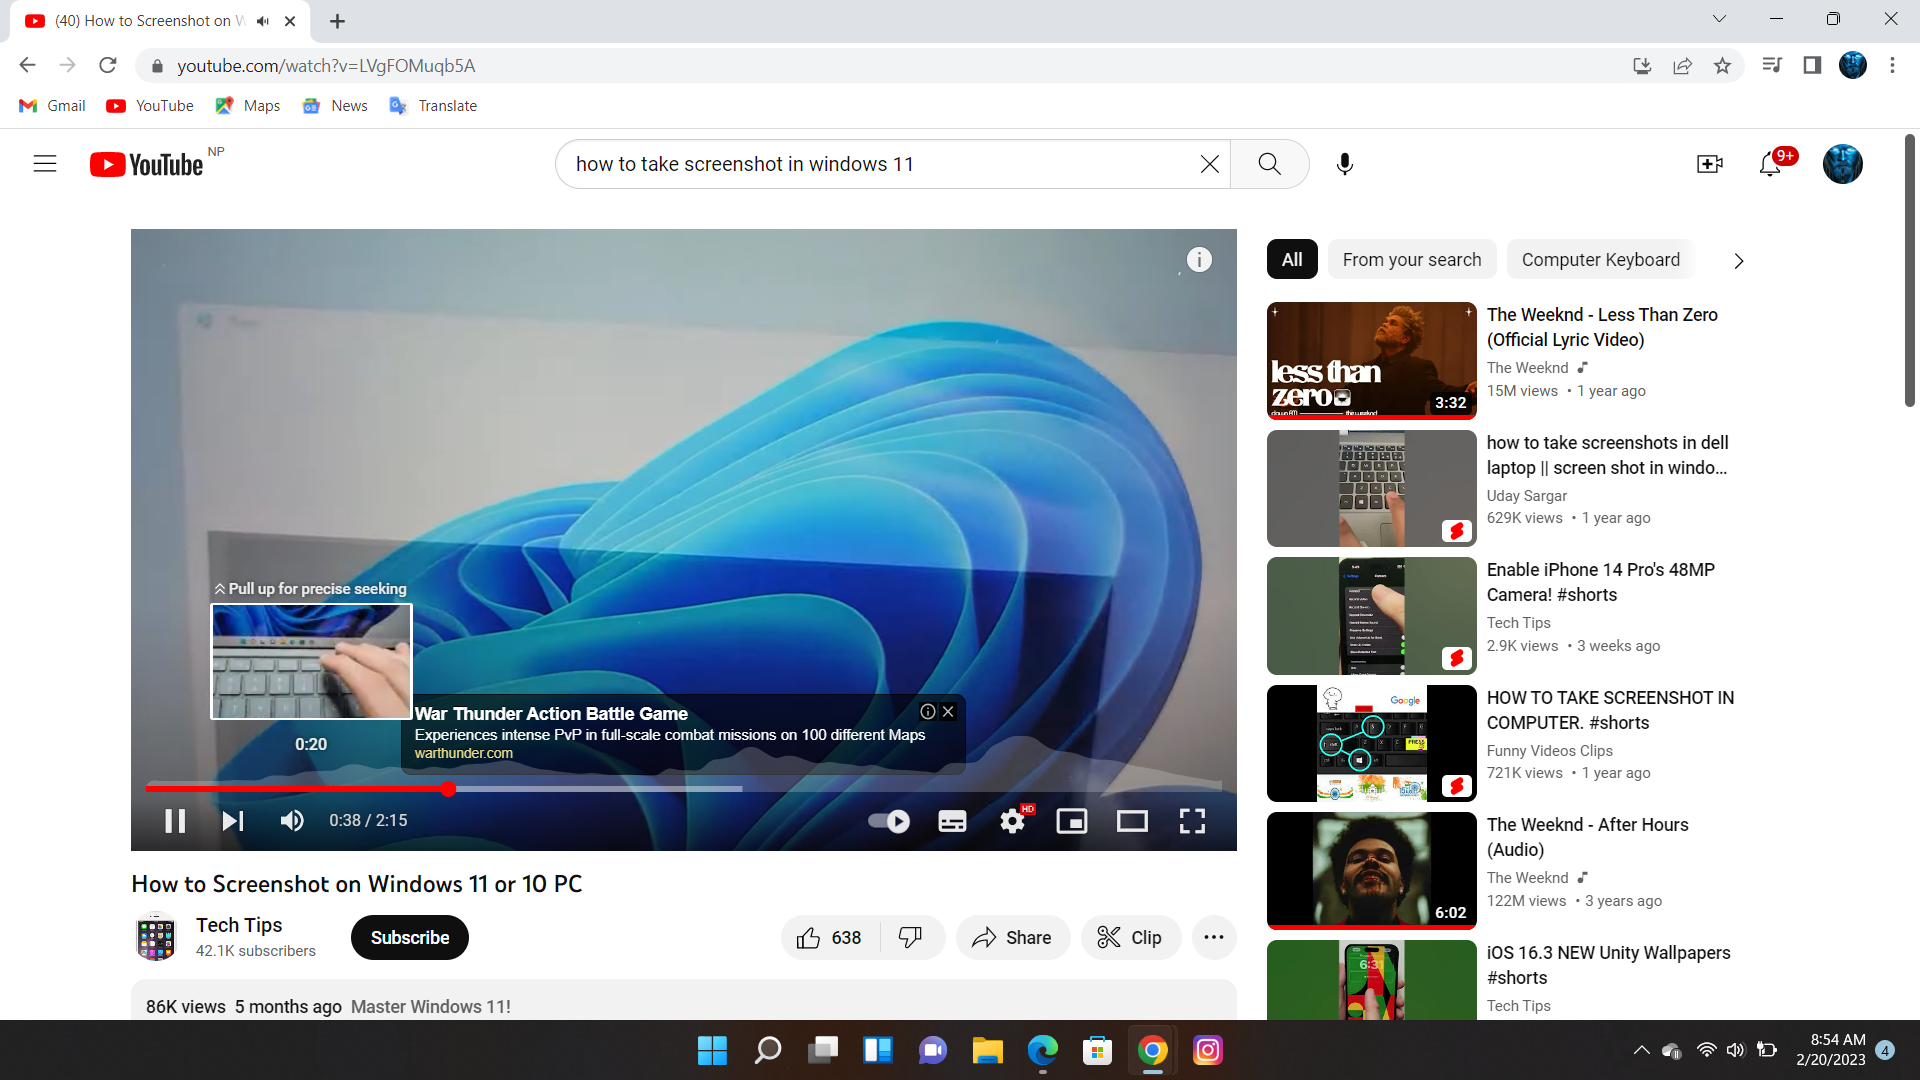 (40) How to Screenshot on W
youtube.com/watch?v=LVgFOMuqb5A
Gmail
YouTube
Maps
News
Translate
YouTube NP
how to take screenshot in windows 11
9+
All
From your search
Computer Keyboard
Pull up for precise seeking
0:20
War Thunder Action Battle Game
Experiences intense PvP in full-scale combat missions on 100 different Maps
warthunder.com
0:38 / 2:15
HD
How to Screenshot on Windows 11 or 10 PC
Tech Tips
42.1K subscribers
Subscribe
638
Share
Clip
86K views 5 months ago Master Windows 11!
less than
zero
3:32
The Weeknd - Less Than Zero
(Official Lyric Video)
The Weeknd
15M views • 1 year ago
how to take screenshots in dell
laptop || screen shot in windo...
Uday Sargar
629K views • 1 year ago
Enable iPhone 14 Pro's 48MP
Camera! #shorts
Tech Tips
2.9K views • 3 weeks ago
Google
HOW TO TAKE SCREENSHOT IN
COMPUTER. #shorts
Funny Videos Clips
721K views • 1 year ago
6:02
The Weeknd - After Hours
(Audio)
The Weeknd
122M views • 3 years ago
6:31
iOS 16.3 NEW Unity Wallpapers
#shorts
Tech Tips
8:54 AM
2/20/2023
4